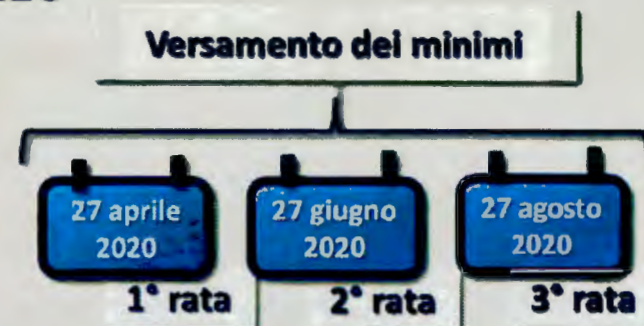 Versamento dei minimi
27 aprile
2020
27 giugno
2020
27 agosto
2020
1° rata
2° rata
3° rata